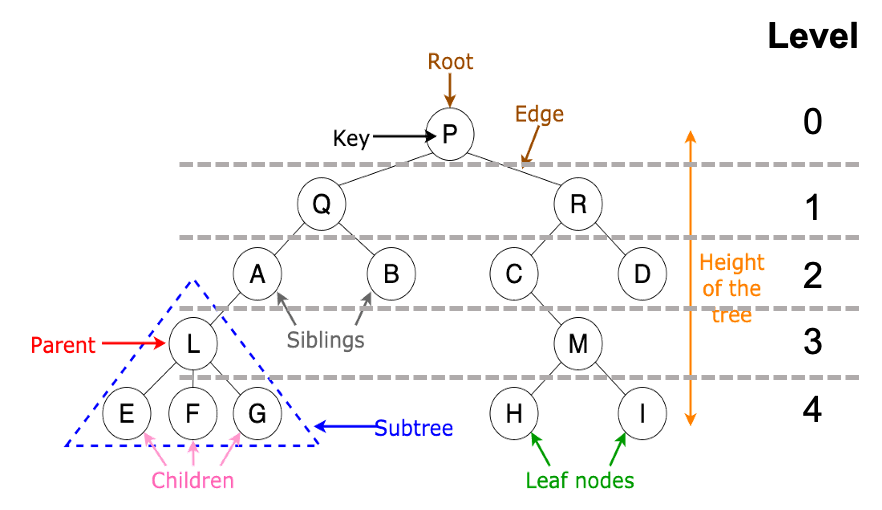 Level
Root
Edge
0
Key
P
Q
R
1
A
B
C
D
Height
of the
tree
2
Parent
L
Siblings
M
3
E
F
G
H
I
4
Subtree
Children
Leaf nodes